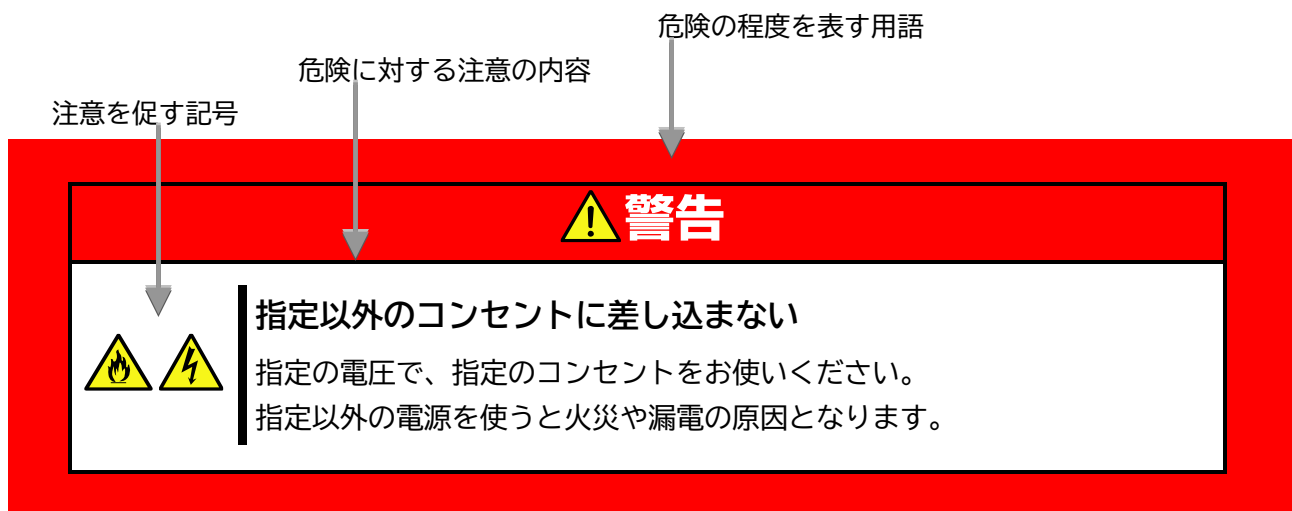 危険の程度を表す用語
危険に対する注意の内容
注意を促す記号
警告
指定以外のコンセントに差し込まない
指定の電圧で、指定のコンセントをお使いください。
指定以外の電源を使うと火災や漏電の原因となります。